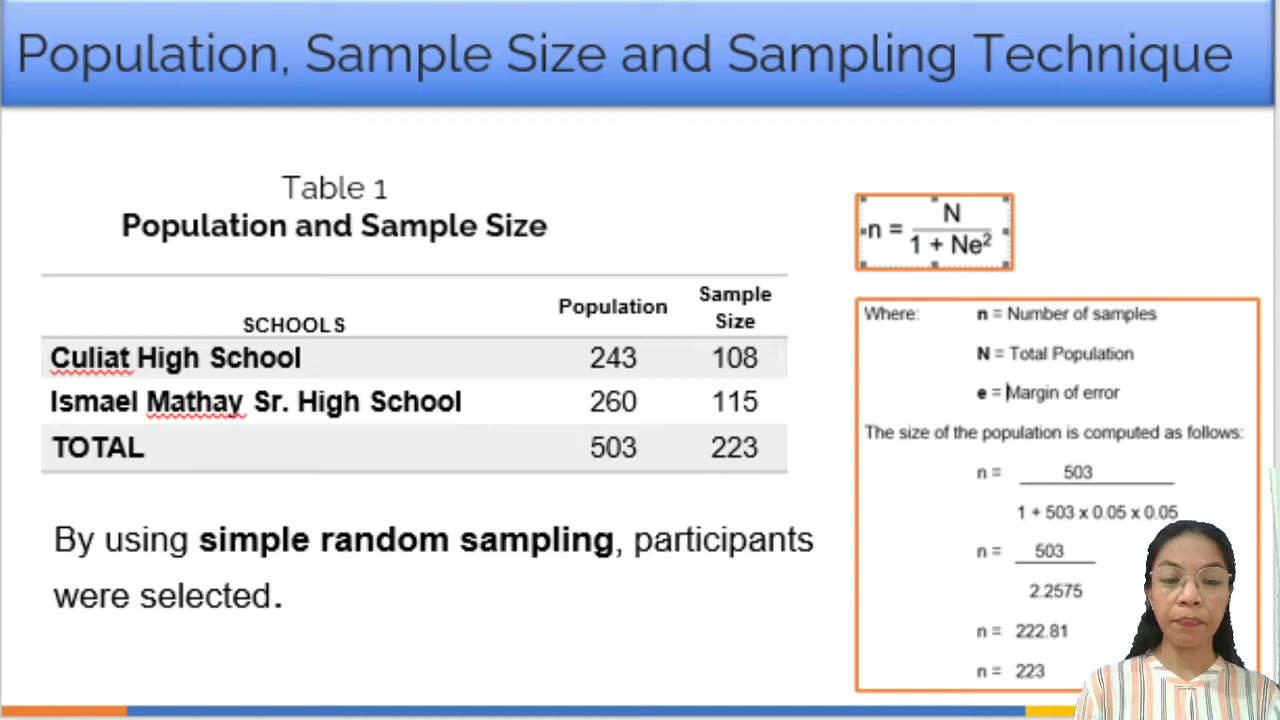 Population, Sample Size and Sampling Technique
Table 1
Population and Sample Size
SCHOOLS Population Sample Size
Culiat High School 243 108
Ismael Mathay Sr. High School 260 115
TOTAL 503 223
By using simple random sampling, participants
were selected.
n = N
1 + Ne²
Where: n = Number of samples
N = Total Population
e = Margin of error
The size of the population is computed as follows:
n = 503
1 + 503 x 0.05 x 0.05
n = 503
2.2575
n = 222.81
n = 223